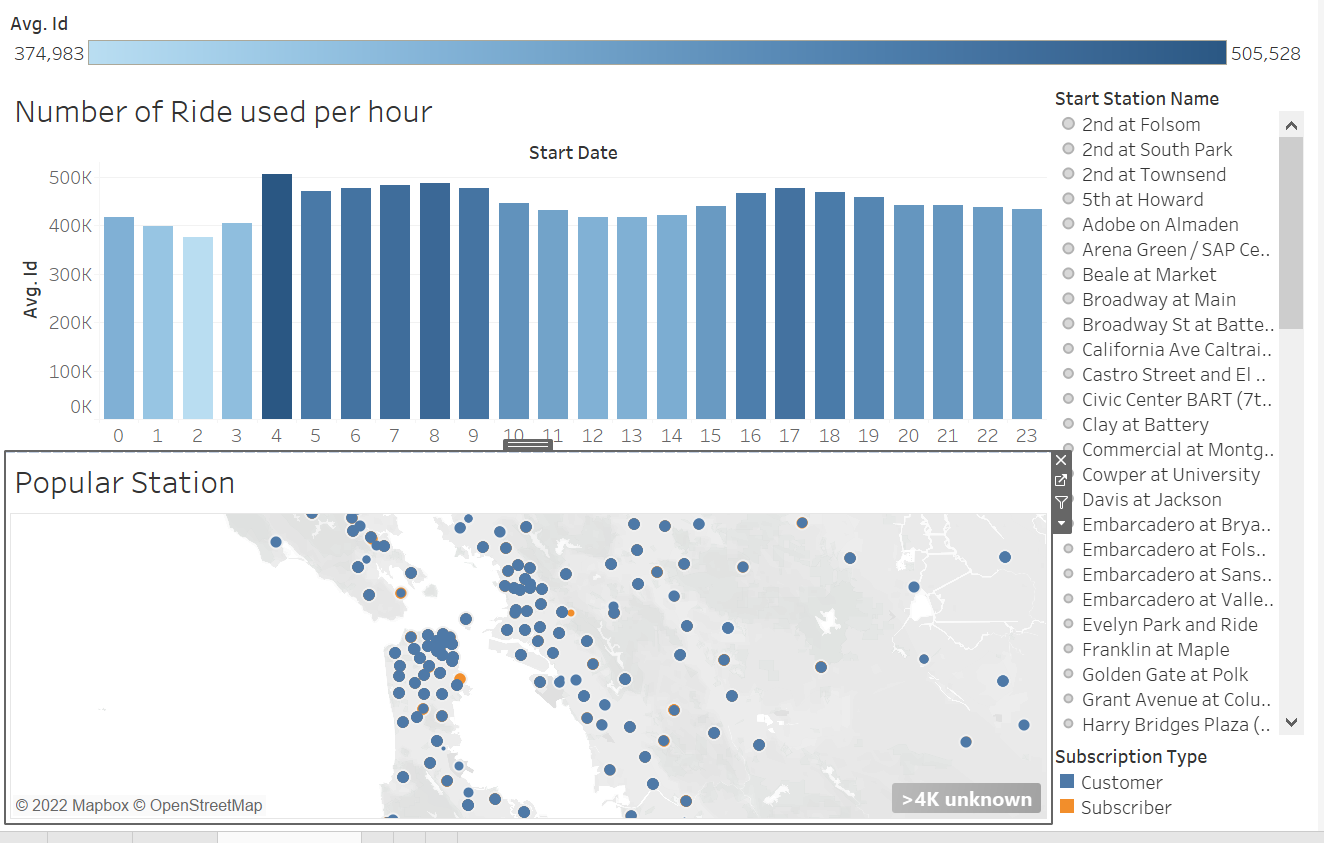 Avg. Id
374,983
505,528
Number of Ride used per hour
Start Date
Avg. Id
500K
400K
300K
200K
100K
0K
0 1 2 3 4 5 6 7 8 9 10 11 12 13 14 15 16 17 18 19 20 21 22 23
Start Station Name
2nd at Folsom
2nd at South Park
2nd at Townsend
5th at Howard
Adobe on Almaden
Arena Green / SAP Ce..
Beale at Market
Broadway at Main
Broadway St at Batte..
California Ave Caltrai..
Castro Street and El ..
Civic Center BART (7t..
Clay at Battery
Commercial at Montg..
Cowper at University
Davis at Jackson
Embarcadero at Brya..
Embarcadero at Fols..
Embarcadero at Sans..
Embarcadero at Valle..
Evelyn Park and Ride
Franklin at Maple
Golden Gate at Polk
Grant Avenue at Colu..
Harry Bridges Plaza (..
Popular Station
© 2022 Mapbox © OpenStreetMap
>4K unknown
Subscription Type
Customer
Subscriber